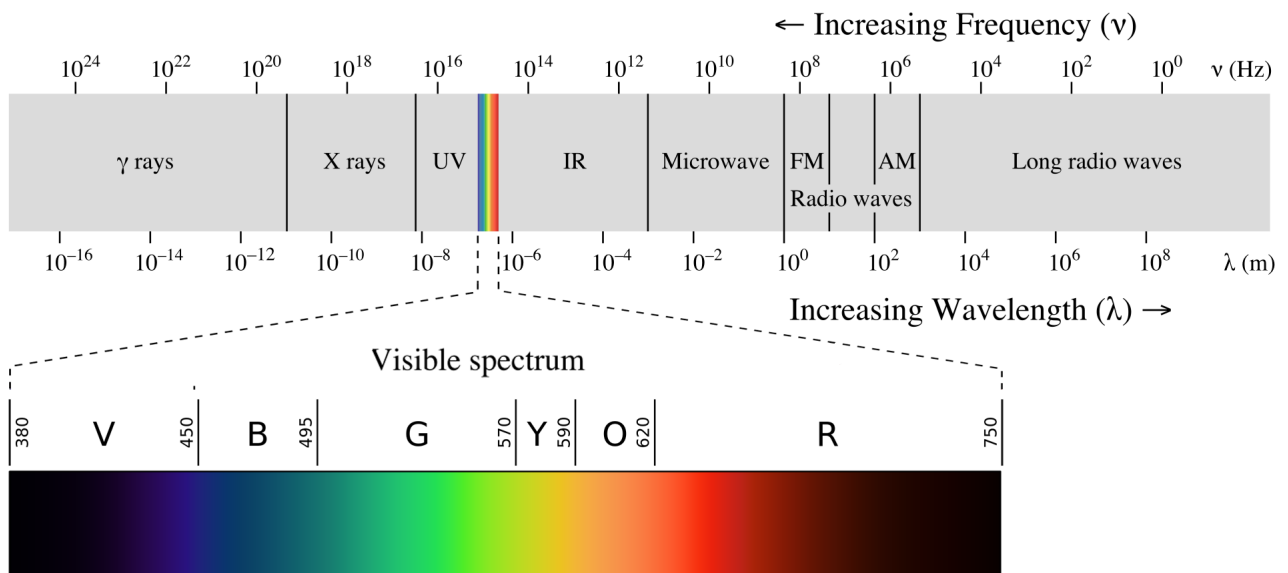 ← Increasing Frequency (ν)
10²⁴ 10²² 10²⁰ 10¹⁸ 10¹⁶ 10¹⁴ 10¹² 10¹⁰ 10⁸ 10⁶ 10⁴ 10² 10⁰ ν (Hz)
γ rays X rays UV IR Microwave FM AM Long radio waves
Radio waves
10⁻¹⁶ 10⁻¹⁴ 10⁻¹² 10⁻¹⁰ 10⁻⁸ 10⁻⁶ 10⁻⁴ 10⁻² 10⁰ 10² 10⁴ 10⁶ 10⁸ λ (m)
Increasing Wavelength (λ) →
Visible spectrum
380 V 450 B 495 G 570 Y 590 O 620 R 750